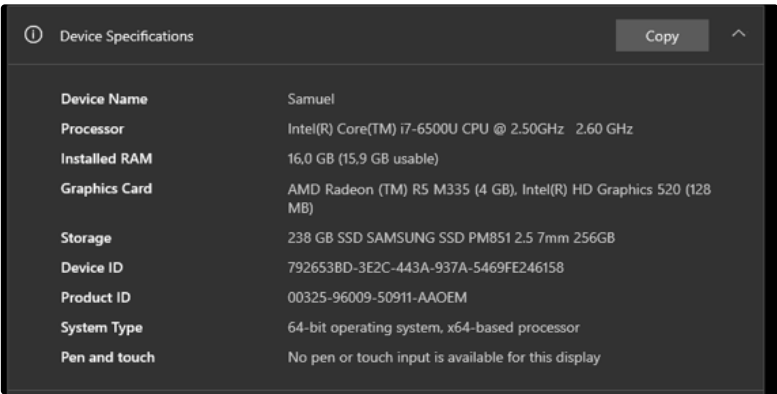 Device Specifications Copy
Device Name Samuel
Processor Intel(R) Core(TM) i7-6500U CPU @ 2.50GHz 2.60 GHz
Installed RAM 16,0 GB (15,9 GB usable)
Graphics Card AMD Radeon (TM) R5 M335 (4 GB), Intel(R) HD Graphics 520 (128
MB)
Storage 238 GB SSD SAMSUNG SSD PM851 2.5 7mm 256GB
Device ID 792653BD-3E2C-443A-937A-5469FE246158
Product ID 00325-96009-50911-AAOEM
System Type 64-bit operating system, x64-based processor
Pen and touch No pen or touch input is available for this display